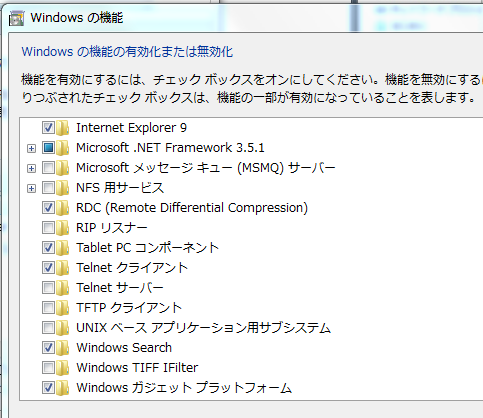 Windows の機能
Windows の機能の有効化または無効化
機能を有効にするには、チェック ボックスをオンにしてください。機能を無効にする
りつぶされたチェック ボックスは、機能の一部が有効になっていることを表します。
Internet Explorer 9
Microsoft .NET Framework 3.5.1
Microsoft メッセージ キュー (MSMQ) サーバー
NFS 用サービス
RDC (Remote Differential Compression)
RIP リスナー
Tablet PC コンポーネント
Telnet クライアント
Telnet サーバー
TFTP クライアント
UNIX ベース アプリケーション用サブシステム
Windows Search
Windows TIFF IFilter
Windows ガジェット プラットフォーム